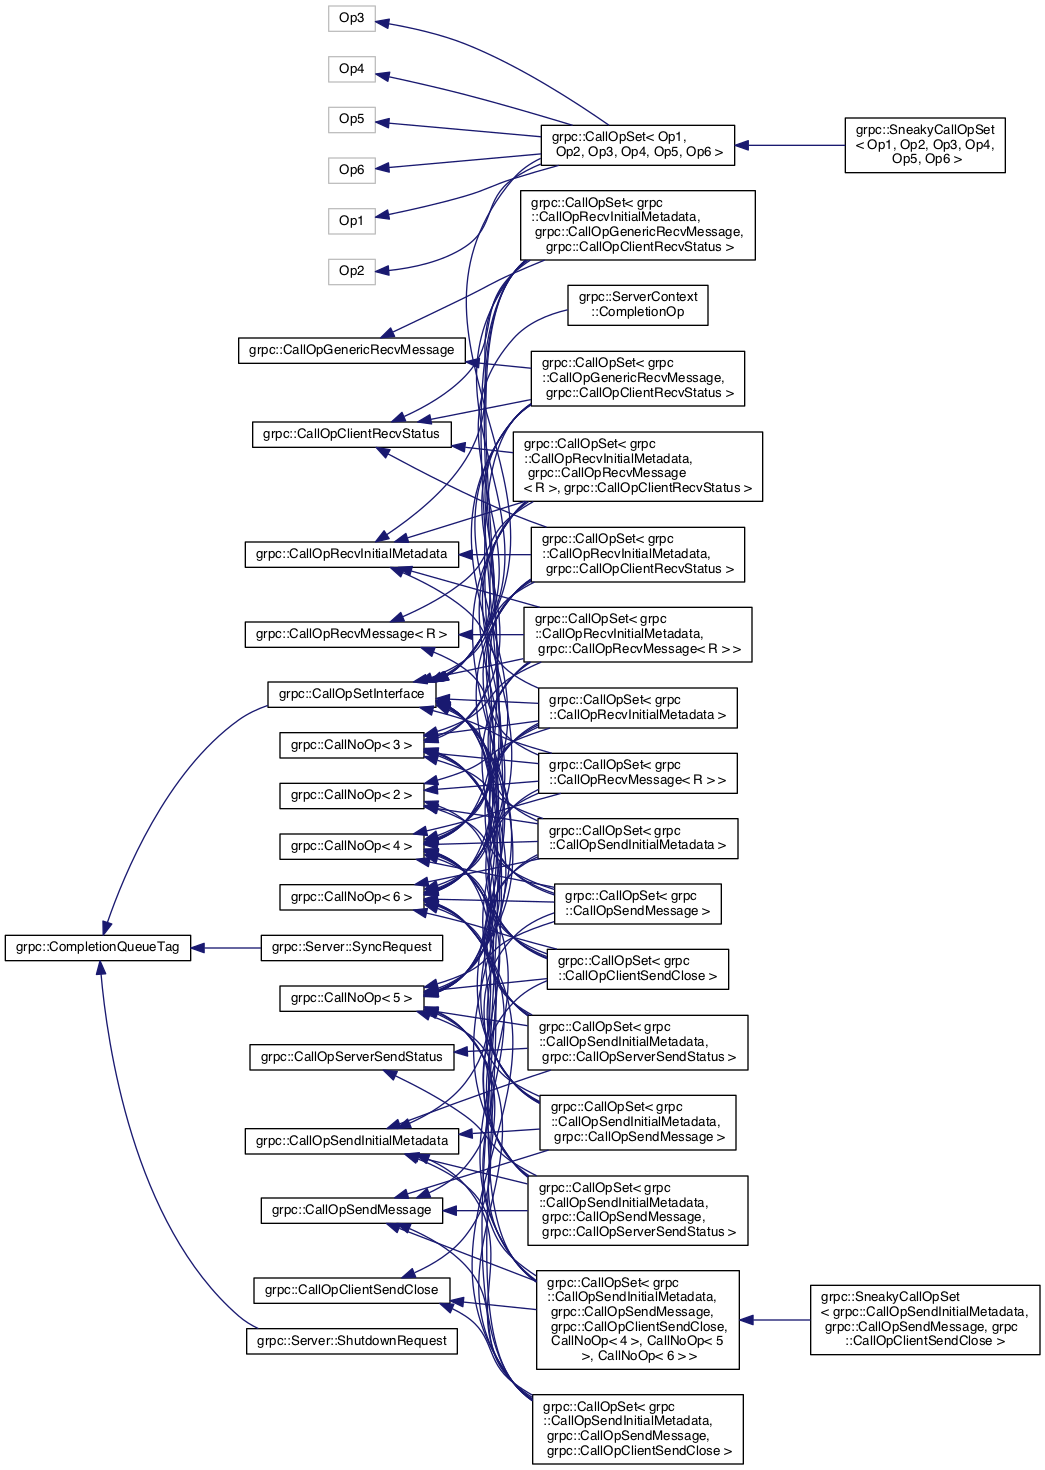 Op3
Op4
Op5
Op6
Op1
Op2
grpc::CallOpSet< Op1,
Op2, Op3, Op4, Op5, Op6 >
grpc::SneakyCallOpSet
< Op1, Op2, Op3, Op4,
Op5, Op6 >
grpc::CallOpSet< grpc
::CallOpRecvInitialMetadata,
grpc::CallOpGenericRecvMessage,
grpc::CallOpClientRecvStatus >
grpc::ServerContext
::CompletionOp
grpc::CallOpGenericRecvMessage
grpc::CallOpSet< grpc
::CallOpGenericRecvMessage,
grpc::CallOpClientRecvStatus >
grpc::CallOpClientRecvStatus
grpc::CallOpSet< grpc
::CallOpRecvInitialMetadata,
grpc::CallOpRecvMessage
< R >, grpc::CallOpClientRecvStatus >
grpc::CallOpRecvInitialMetadata
grpc::CallOpSet< grpc
::CallOpRecvInitialMetadata,
grpc::CallOpClientRecvStatus >
grpc::CallOpRecvMessage< R >
grpc::CallOpSet< grpc
::CallOpRecvInitialMetadata,
grpc::CallOpRecvMessage< R > >
grpc::CallOpSetInterface
grpc::CallOpSet< grpc
::CallOpRecvInitialMetadata >
grpc::CallNoOp< 3 >
grpc::CallOpSet< grpc
::CallOpRecvMessage< R > >
grpc::CallNoOp< 2 >
grpc::CallNoOp< 4 >
grpc::CallOpSet< grpc
::CallOpSendInitialMetadata >
grpc::CallNoOp< 6 >
grpc::CallOpSet< grpc
::CallOpSendMessage >
grpc::CompletionQueueTag
grpc::Server::SyncRequest
grpc::CallOpSet< grpc
::CallOpClientSendClose >
grpc::CallNoOp< 5 >
grpc::CallOpSet< grpc
::CallOpSendInitialMetadata,
grpc::CallOpServerSendStatus >
grpc::CallOpServerSendStatus
grpc::CallOpSet< grpc
::CallOpSendInitialMetadata,
grpc::CallOpSendMessage >
grpc::CallOpSendInitialMetadata
grpc::CallOpSet< grpc
::CallOpSendInitialMetadata,
grpc::CallOpSendMessage,
grpc::CallOpServerSendStatus >
grpc::CallOpSendMessage
grpc::CallOpClientSendClose
grpc::CallOpSet< grpc
::CallOpSendInitialMetadata,
grpc::CallOpSendMessage,
grpc::CallOpClientSendClose,
CallNoOp< 4 >, CallNoOp< 5
>, CallNoOp< 6 > >
grpc::SneakyCallOpSet
< grpc::CallOpSendInitialMetadata,
grpc::CallOpSendMessage, grpc
::CallOpClientSendClose >
grpc::Server::ShutdownRequest
grpc::CallOpSet< grpc
::CallOpSendInitialMetadata,
grpc::CallOpSendMessage,
grpc::CallOpClientSendClose >